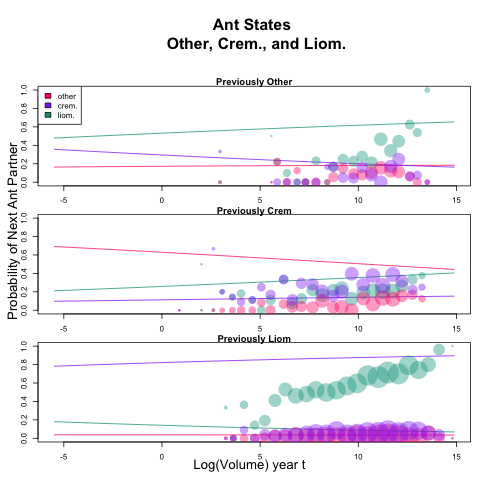 Ant States
Other, Crem., and Liom.
Previously Other
other
crem.
liom.
0.0 0.2 0.4 0.6 0.8 1.0
-5 0 5 10 15
Probability of Next Ant Partner
Previously Crem
0.0 0.2 0.4 0.6 0.8 1.0
-5 0 5 10 15
Previously Liom
0.0 0.2 0.4 0.6 0.8 1.0
-5 0 5 10 15
Log(Volume) year t